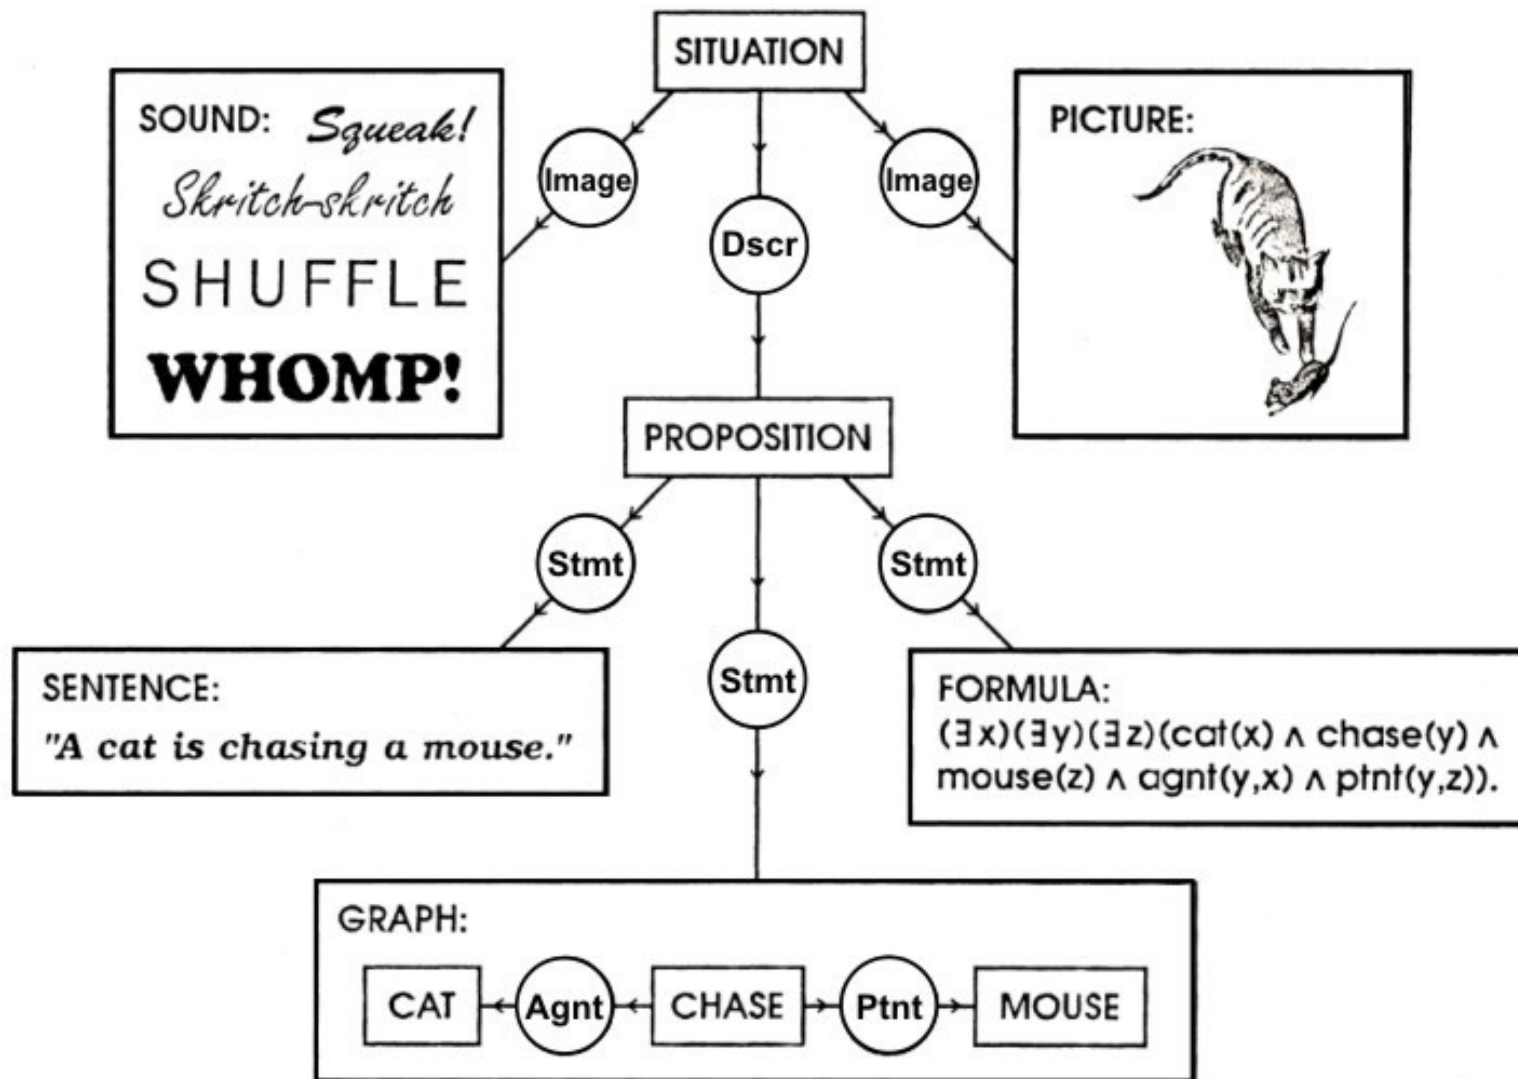 SITUATION
SOUND: Squeak!
Skritch-skritch
SHUFFLE
WHOMP!
Image
Dscr
Image
PICTURE:
PROPOSITION
Stmt
Stmt
Stmt
SENTENCE:
"A cat is chasing a mouse."
FORMULA:
(∃x)(∃y)(∃z)(cat(x) ∧ chase(y) ∧
mouse(z) ∧ agnt(y,x) ∧ ptnt(y,z)).
GRAPH:
CAT Agnt CHASE Ptnt MOUSE